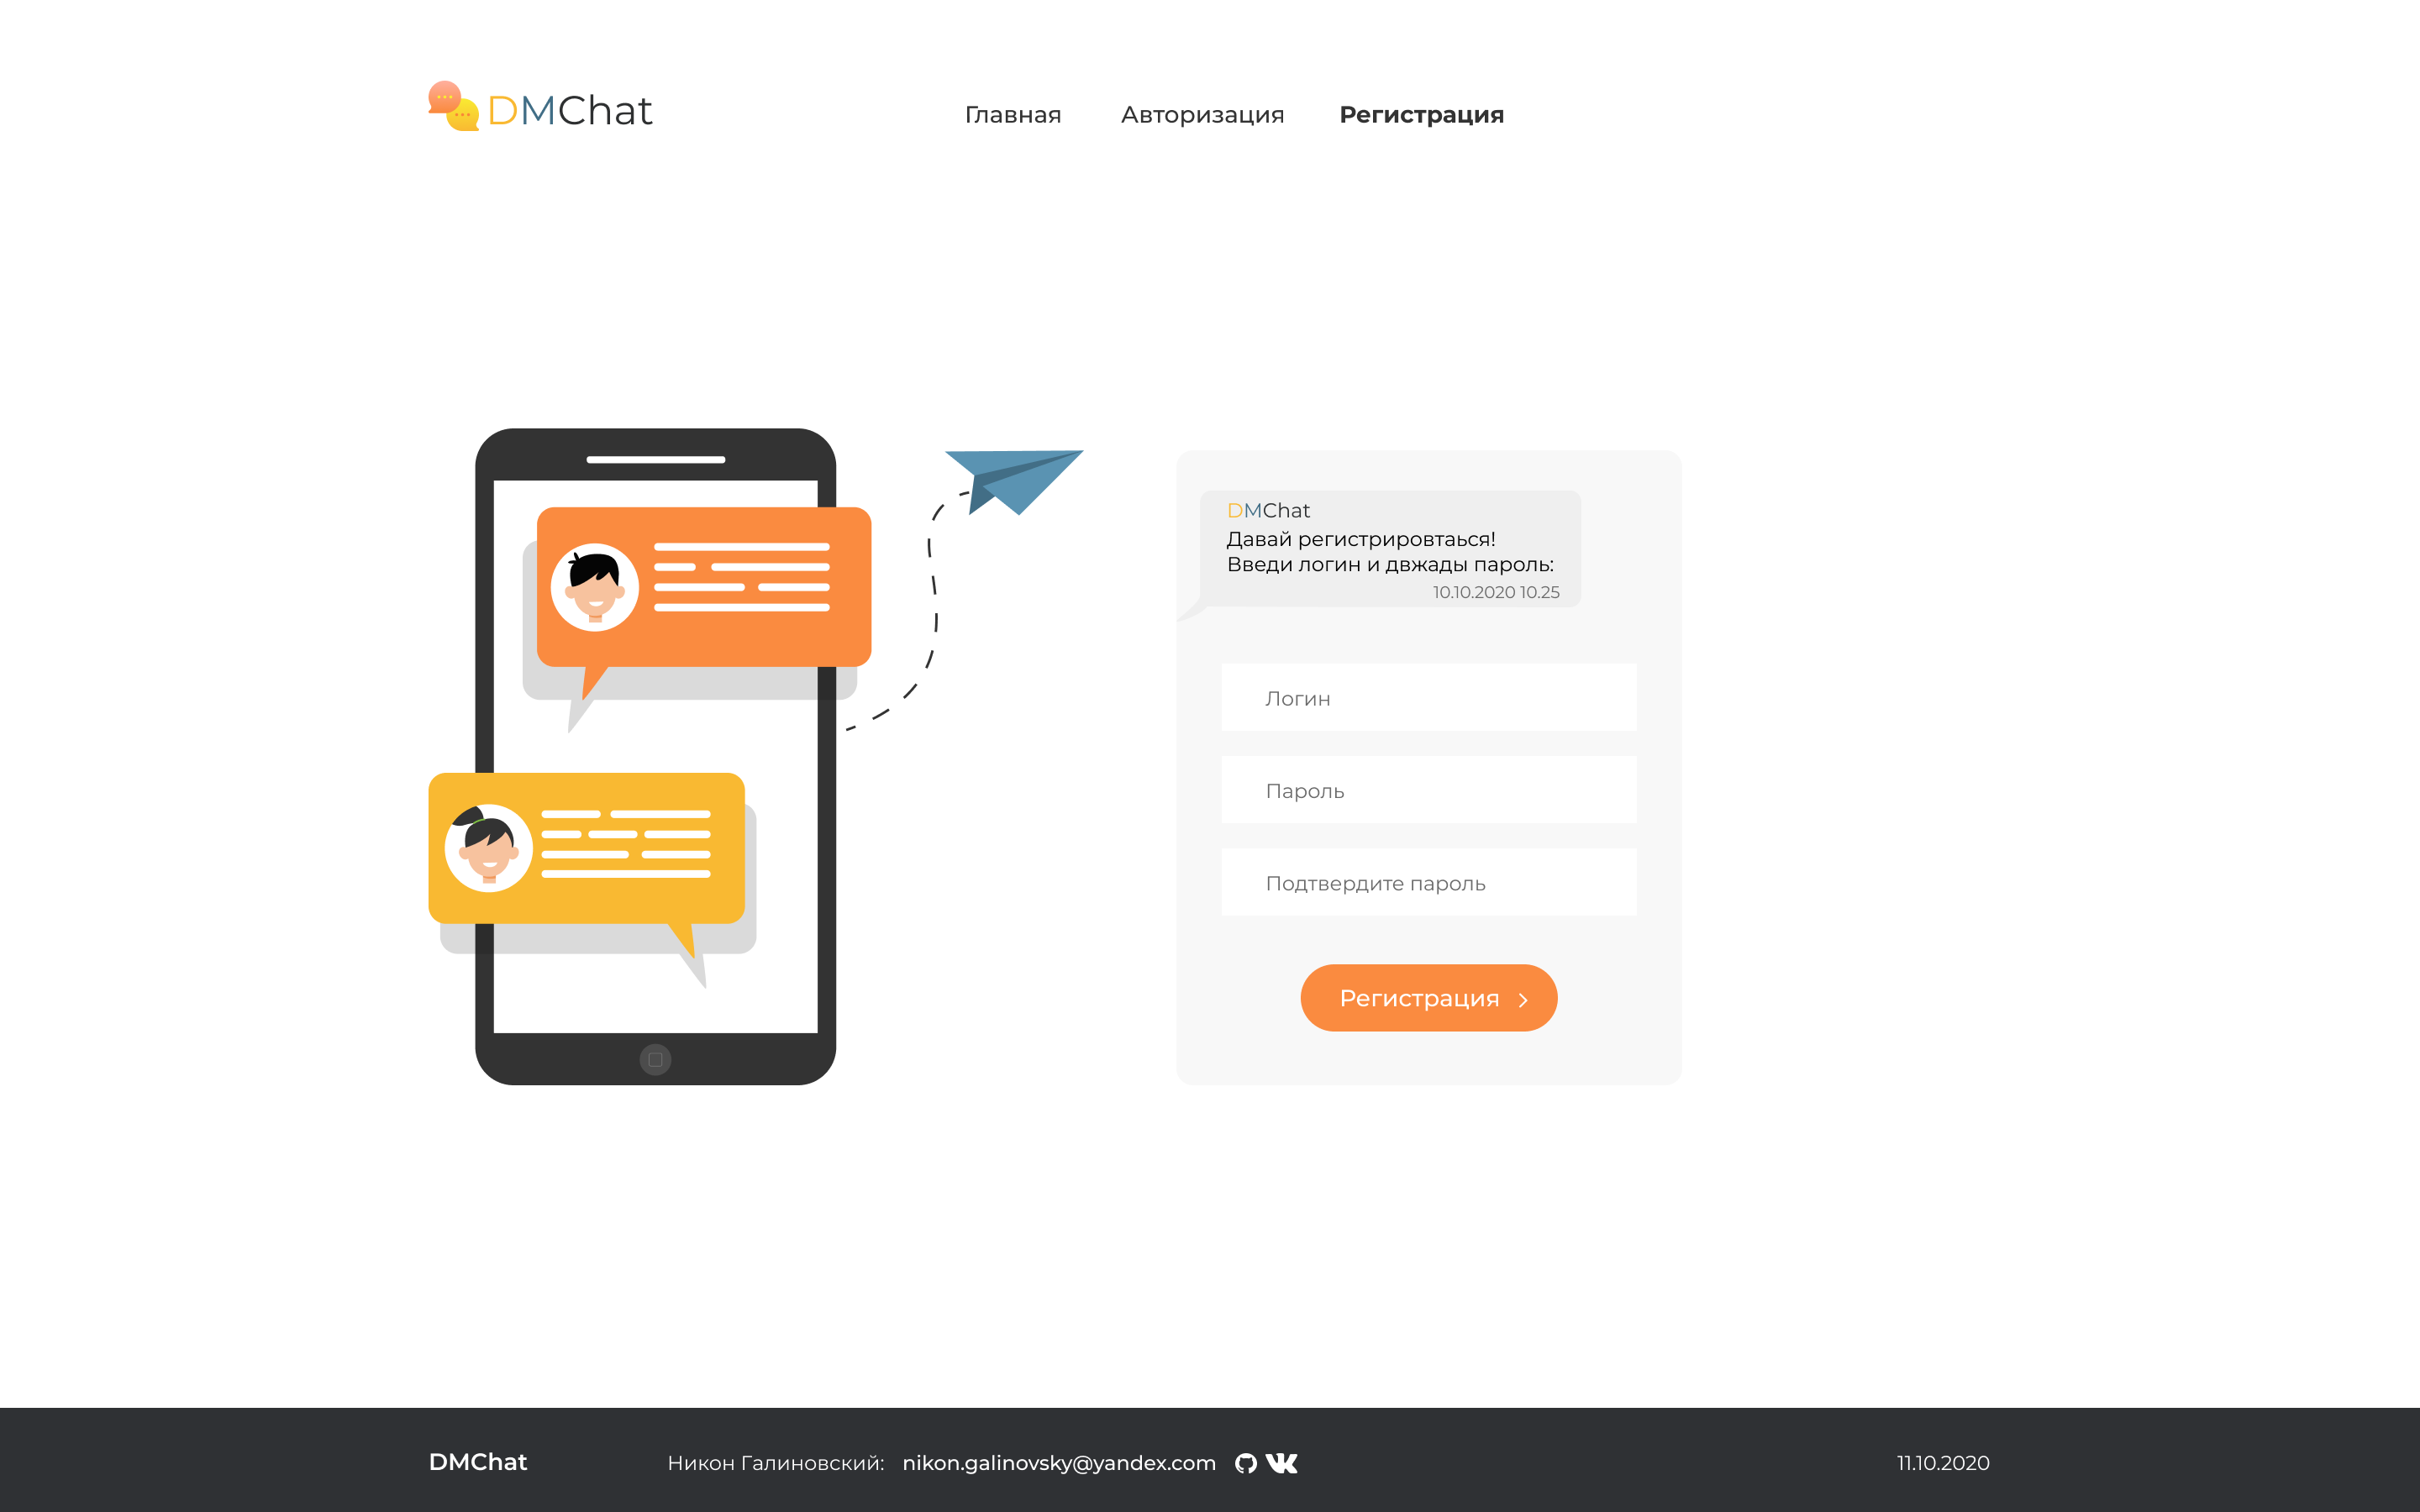 DMChat
Главная Авторизация Регистрация
DMChat
Давай регистрировться!
Введи логин и двжады пароль:
10.10.2020 10.25
Логин
Пароль
Подтвердите пароль
Регистрация
DMChat Никон Галиновский: nikon.galinovsky@yandex.com 11.10.2020